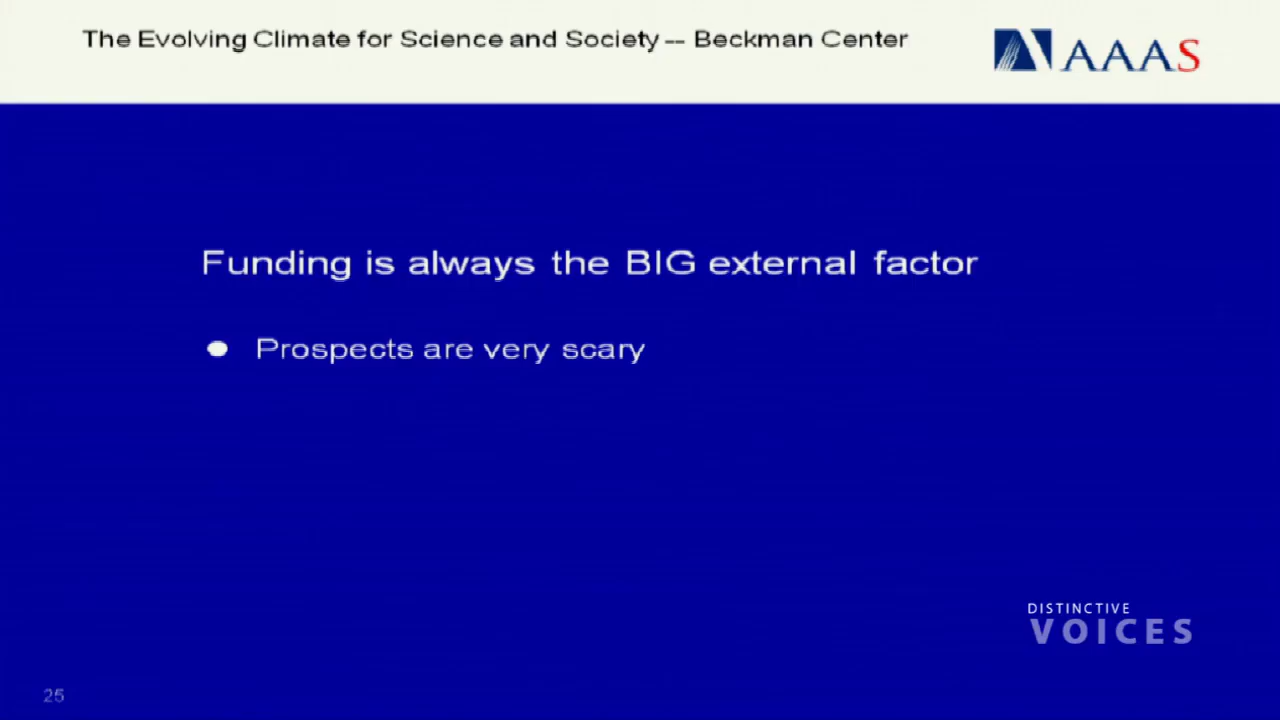 The Evolving Climate for Science and Society -- Beckman Center
AAAS
Funding is always the BIG external factor
● Prospects are very scary
DISTINCTIVE
VOICES
25